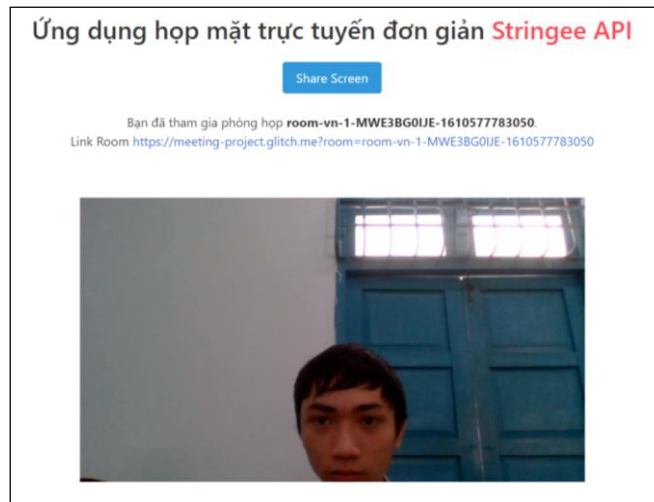 Ứng dụng họp mặt trực tuyến đơn giản Stringee API
Share Screen
Bạn đã tham gia phòng họp room-vn-1-MWE3BG0IJE-1610577783050.
Link Room https://meeting-project.glitch.me?room=room-vn-1-MWE3BG0IJE-1610577783050